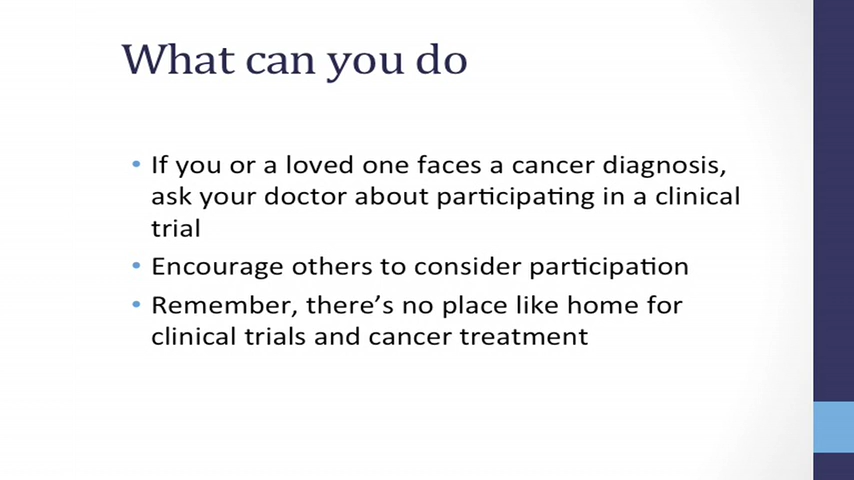 What can you do
• If you or a loved one faces a cancer diagnosis,
ask your doctor about participating in a clinical
trial
• Encourage others to consider participation
• Remember, there’s no place like home for
clinical trials and cancer treatment